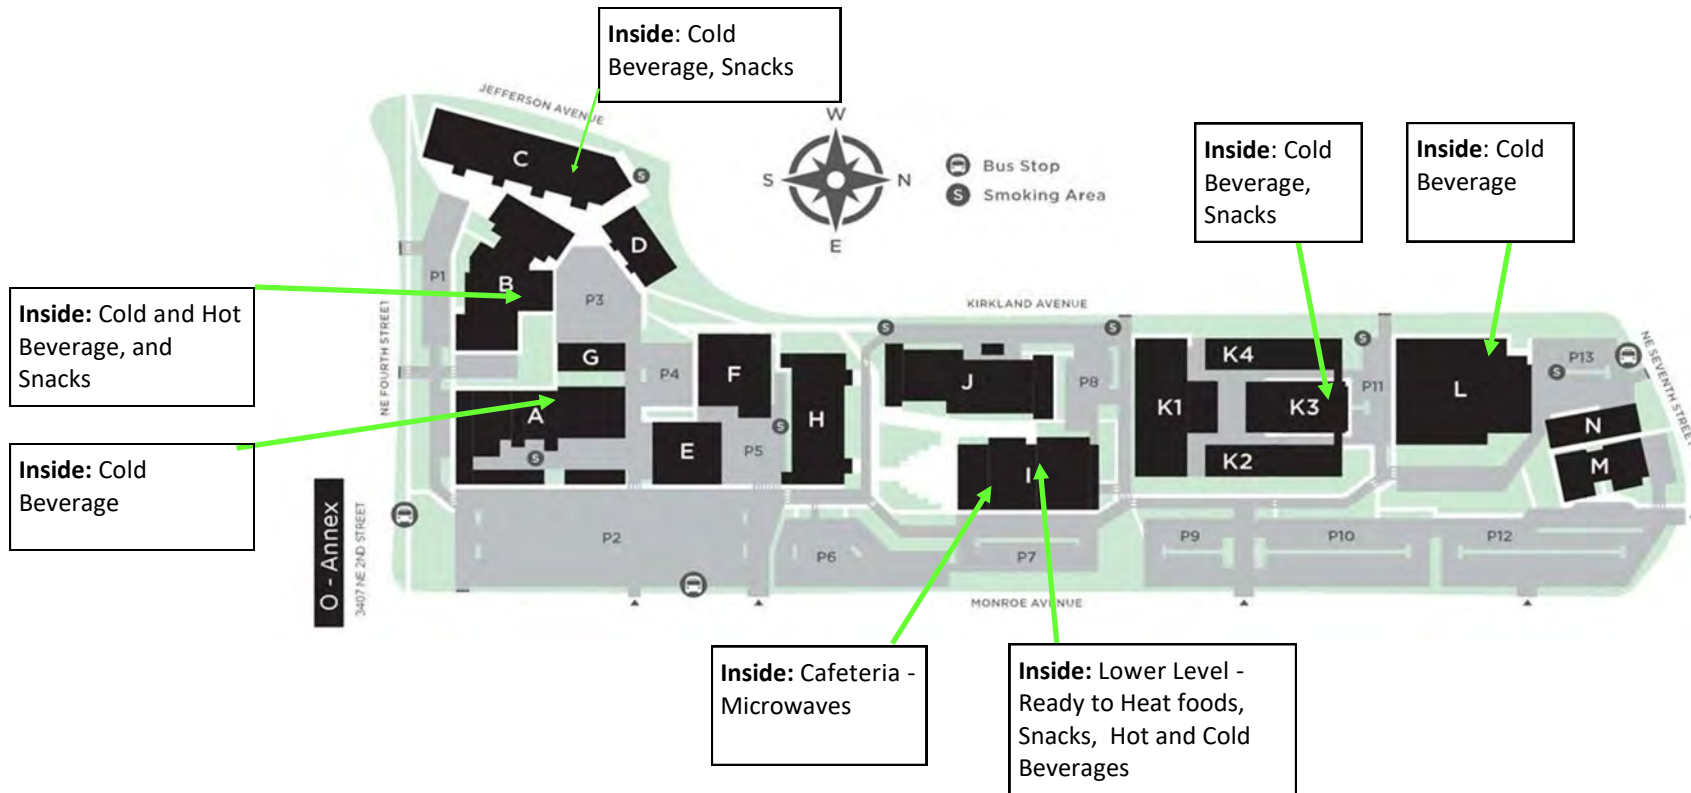 Inside: Cold
Beverage, Snacks
JEFFERSON AVENUE
C
S
W
S
N
E
Bus Stop
S
Smoking Area
Inside: Cold
Beverage,
Snacks
Inside: Cold
Beverage
D
B
P1
P3
Inside: Cold and Hot
Beverage, and
Snacks
NE FOURTH STREET
KIRKLAND AVENUE
S
S
S
G
P4
F
A
S
E
P5
S
H
J
P8
I
K1
K4
K3
K2
P11
L
P13
S
NE SEVENTH STREET
N
M
Inside: Cold
Beverage
O - Annex
3407 NE 2ND STREET
P2
P6
P7
P9
P10
P12
MONROE AVENUE
Inside: Cafeteria -
Microwaves
Inside: Lower Level -
Ready to Heat foods,
Snacks, Hot and Cold
Beverages